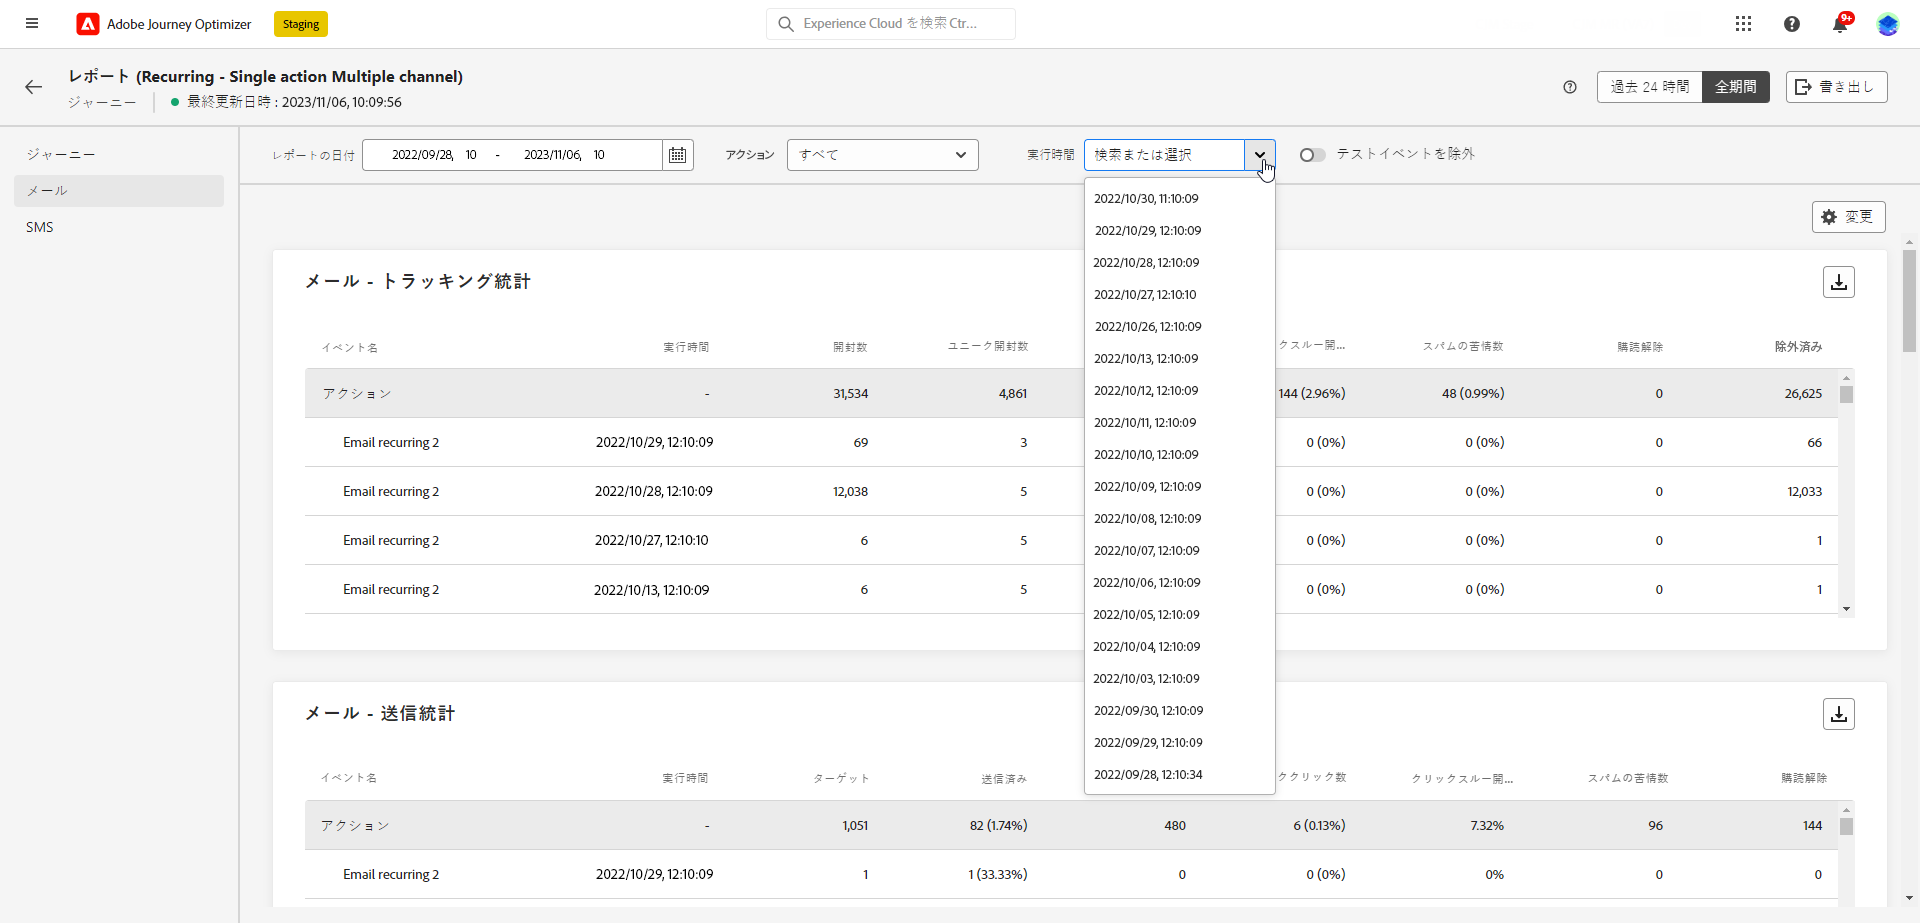 Adobe Journey Optimizer
Staging
Experience Cloud を検索 Ctr...
9+
レポート (Recurring - Single action Multiple channel)
ジャーニー
最終更新日時 : 2023/11/06, 10:09:56
過去 24 時間
全期間
書き出し
ジャーニー
メール
SMS
レポートの日付
2022/09/28, 10 - 2023/11/06, 10
アクション
すべて
実行時間
検索または選択
テストイベントを除外
2022/10/30, 11:10:09
2022/10/29, 12:10:09
2022/10/28, 12:10:09
2022/10/27, 12:10:10
2022/10/26, 12:10:09
2022/10/13, 12:10:09
2022/10/12, 12:10:09
2022/10/11, 12:10:09
2022/10/10, 12:10:09
2022/10/09, 12:10:09
2022/10/08, 12:10:09
2022/10/07, 12:10:09
2022/10/06, 12:10:09
2022/10/05, 12:10:09
2022/10/04, 12:10:09
2022/10/03, 12:10:09
2022/09/30, 12:10:09
2022/09/29, 12:10:09
2022/09/28, 12:10:34
変更
メール - トラッキング統計
イベント名 実行時間 開封数 ユニーク開封数 クスルー開... スパムの苦情数 購読解除 除外済み
アクション - 31,534 4,861 144 (2.96%) 48 (0.99%) 0 26,625
Email recurring 2 2022/10/29, 12:10:09 69 3 0 (0%) 0 (0%) 0 66
Email recurring 2 2022/10/28, 12:10:09 12,038 5 0 (0%) 0 (0%) 0 12,033
Email recurring 2 2022/10/27, 12:10:10 6 5 0 (0%) 0 (0%) 0 1
Email recurring 2 2022/10/13, 12:10:09 6 5 0 (0%) 0 (0%) 0 1
メール - 送信統計
イベント名 実行時間 ターゲット 送信済み ククリック数 クリックスルー開... スパムの苦情数 購読解除
アクション - 1,051 82 (1.74%) 480 6 (0.13%) 7.32% 96 144
Email recurring 2 2022/10/29, 12:10:09 1 1 (33.33%) 0 0 (0%) 0% 0 0